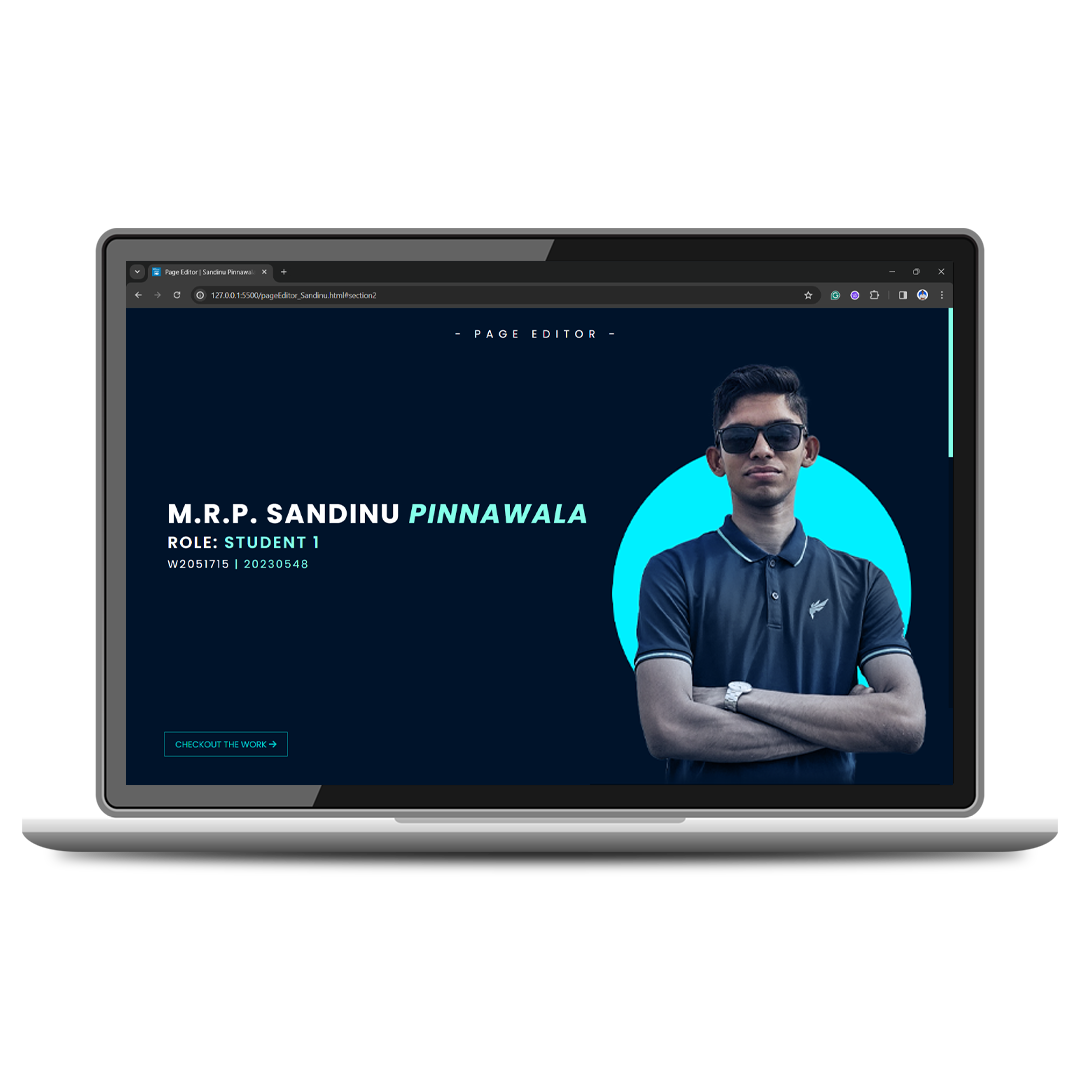 Page Editor | Sandinu Pinnawal
127.0.0.1:5500/pageEditor_Sandinu.html#section2
- PAGE EDITOR -
M.R.P. SANDINU PINNAWALA
ROLE: STUDENT 1
W2051715 | 20230548
CHECKOUT THE WORK →